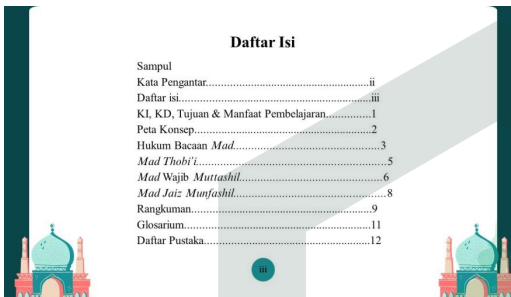 Daftar Isi
Sampul
Kata Pengantar......................................................ii
Daftar isi................................................................iii
KI, KD, Tujuan & Manfaat Pembelajaran...............1
Peta Konsep...........................................................2
Hukum Bacaan Mad.................................................3
Mad Thobi'i...............................................................5
Mad Wajib Muttashil.................................................6
Mad Jaiz Munfashil..................................................8
Rangkuman............................................................9
Glosarium..............................................................11
Daftar Pustaka.......................................................12
iii